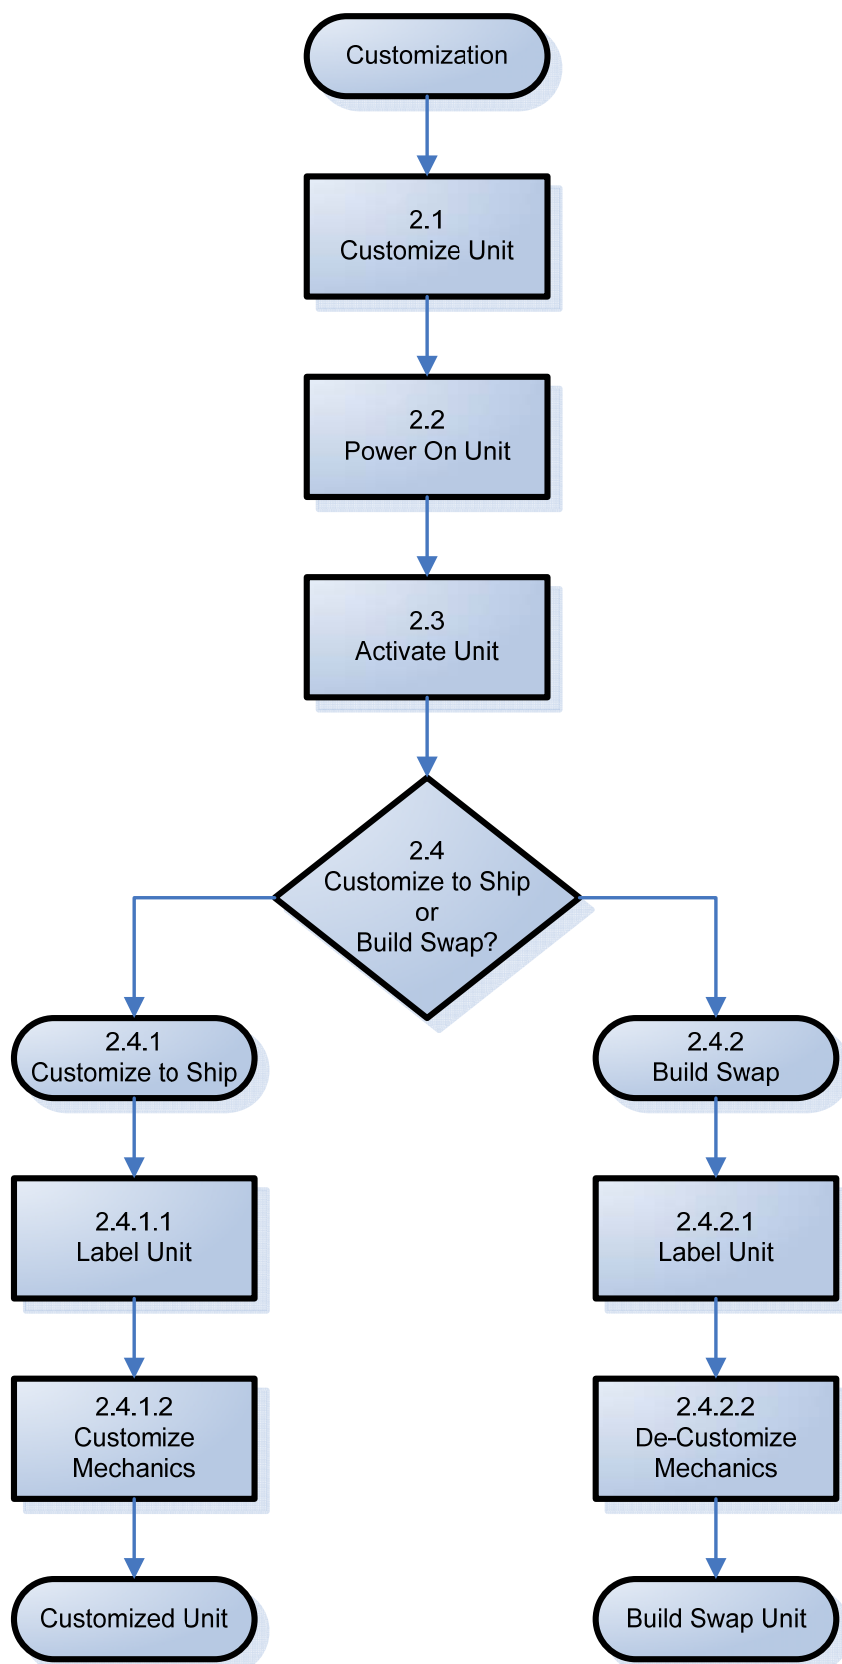 Customization
2.1
Customize Unit
2.2
Power On Unit
2.3
Activate Unit
2.4
Customize to Ship
or
Build Swap?
2.4.1
Customize to Ship
2.4.2
Build Swap
2.4.1.1
Label Unit
2.4.2.1
Label Unit
2.4.1.2
Customize
Mechanics
2.4.2.2
De-Customize
Mechanics
Customized Unit
Build Swap Unit